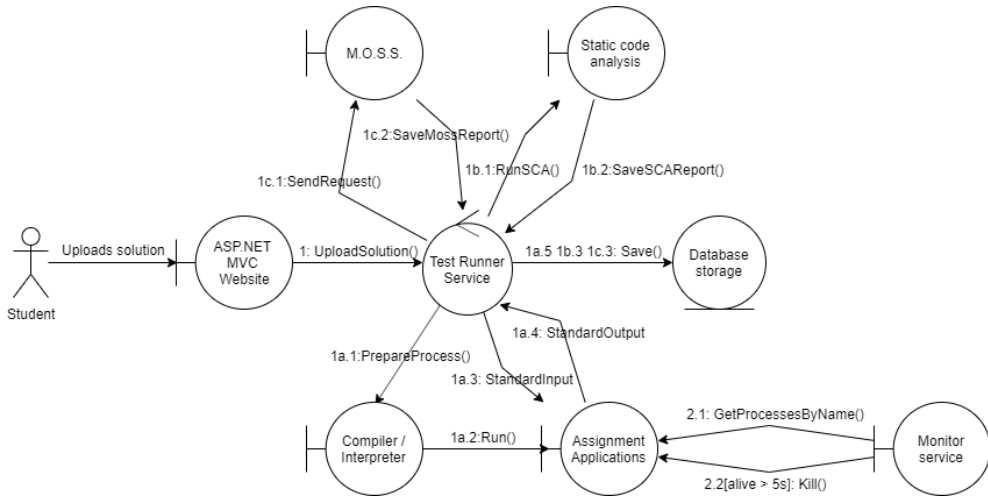 M.O.S.S.
Static code
analysis
1c.2:SaveMossReport()
1b.1:RunSCA()
1b.2:SaveSCAReport()
1c.1:SendRequest()
Uploads solution
ASP.NET
MVC
Website
1: UploadSolution()
Test Runner
Service
1a.5 1b.3 1c.3: Save()
Database
storage
Student
1a.4: StandardOutput
1a.1:PrepareProcess()
1a.3: StandardInput
2.1: GetProcessesByName()
Compiler /
Interpreter
1a.2:Run()
Assignment
Applications
Monitor
service
2.2[alive > 5s]: Kill()